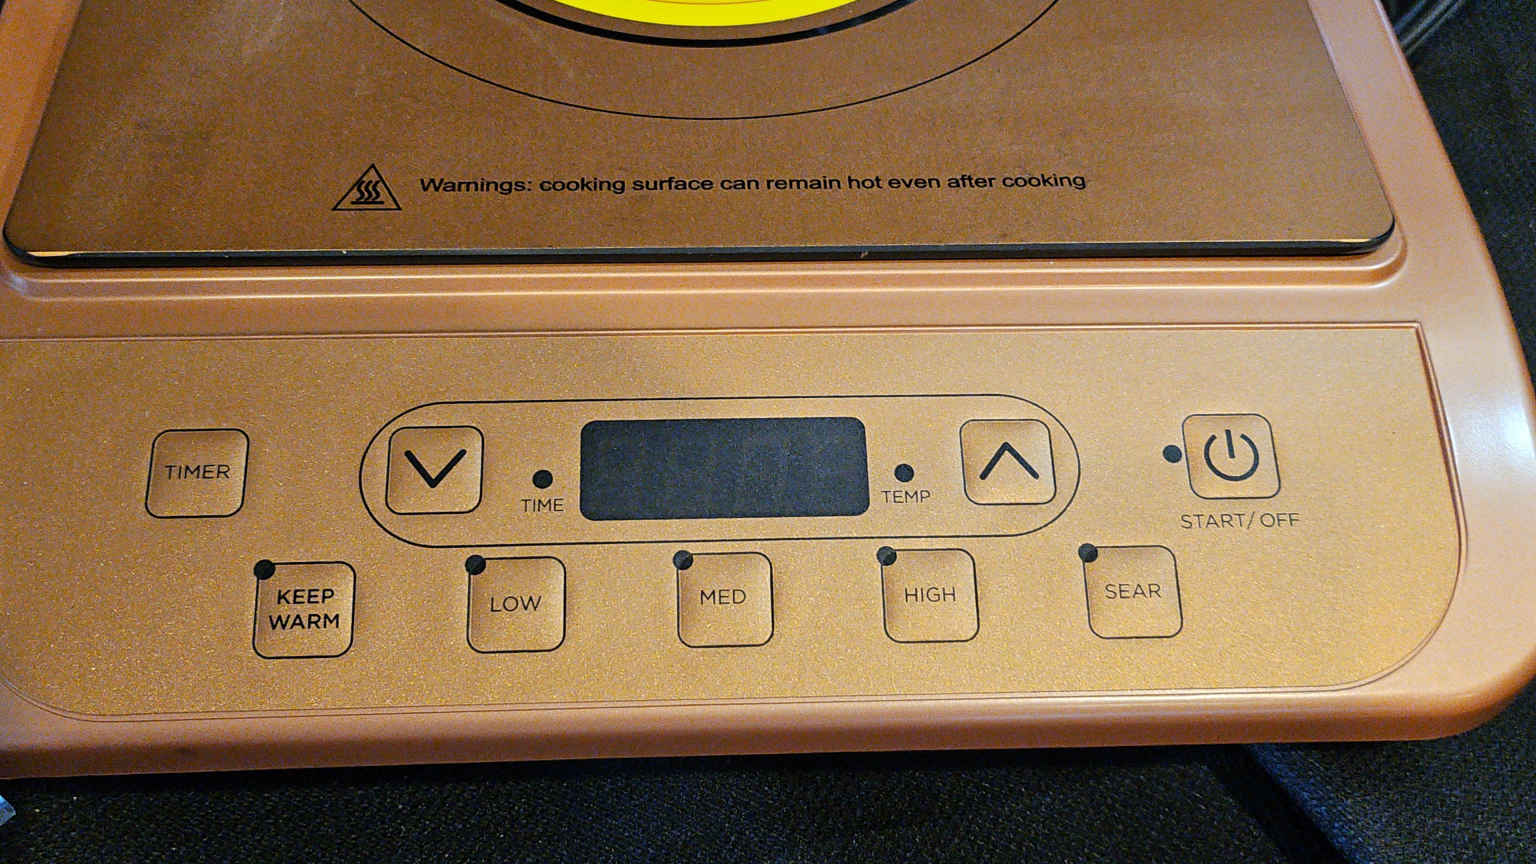 Warnings: cooking surface can remain hot even after cooking
TIMER
TIME
TEMP
START/OFF
KEEP
WARM
LOW
MED
HIGH
SEAR